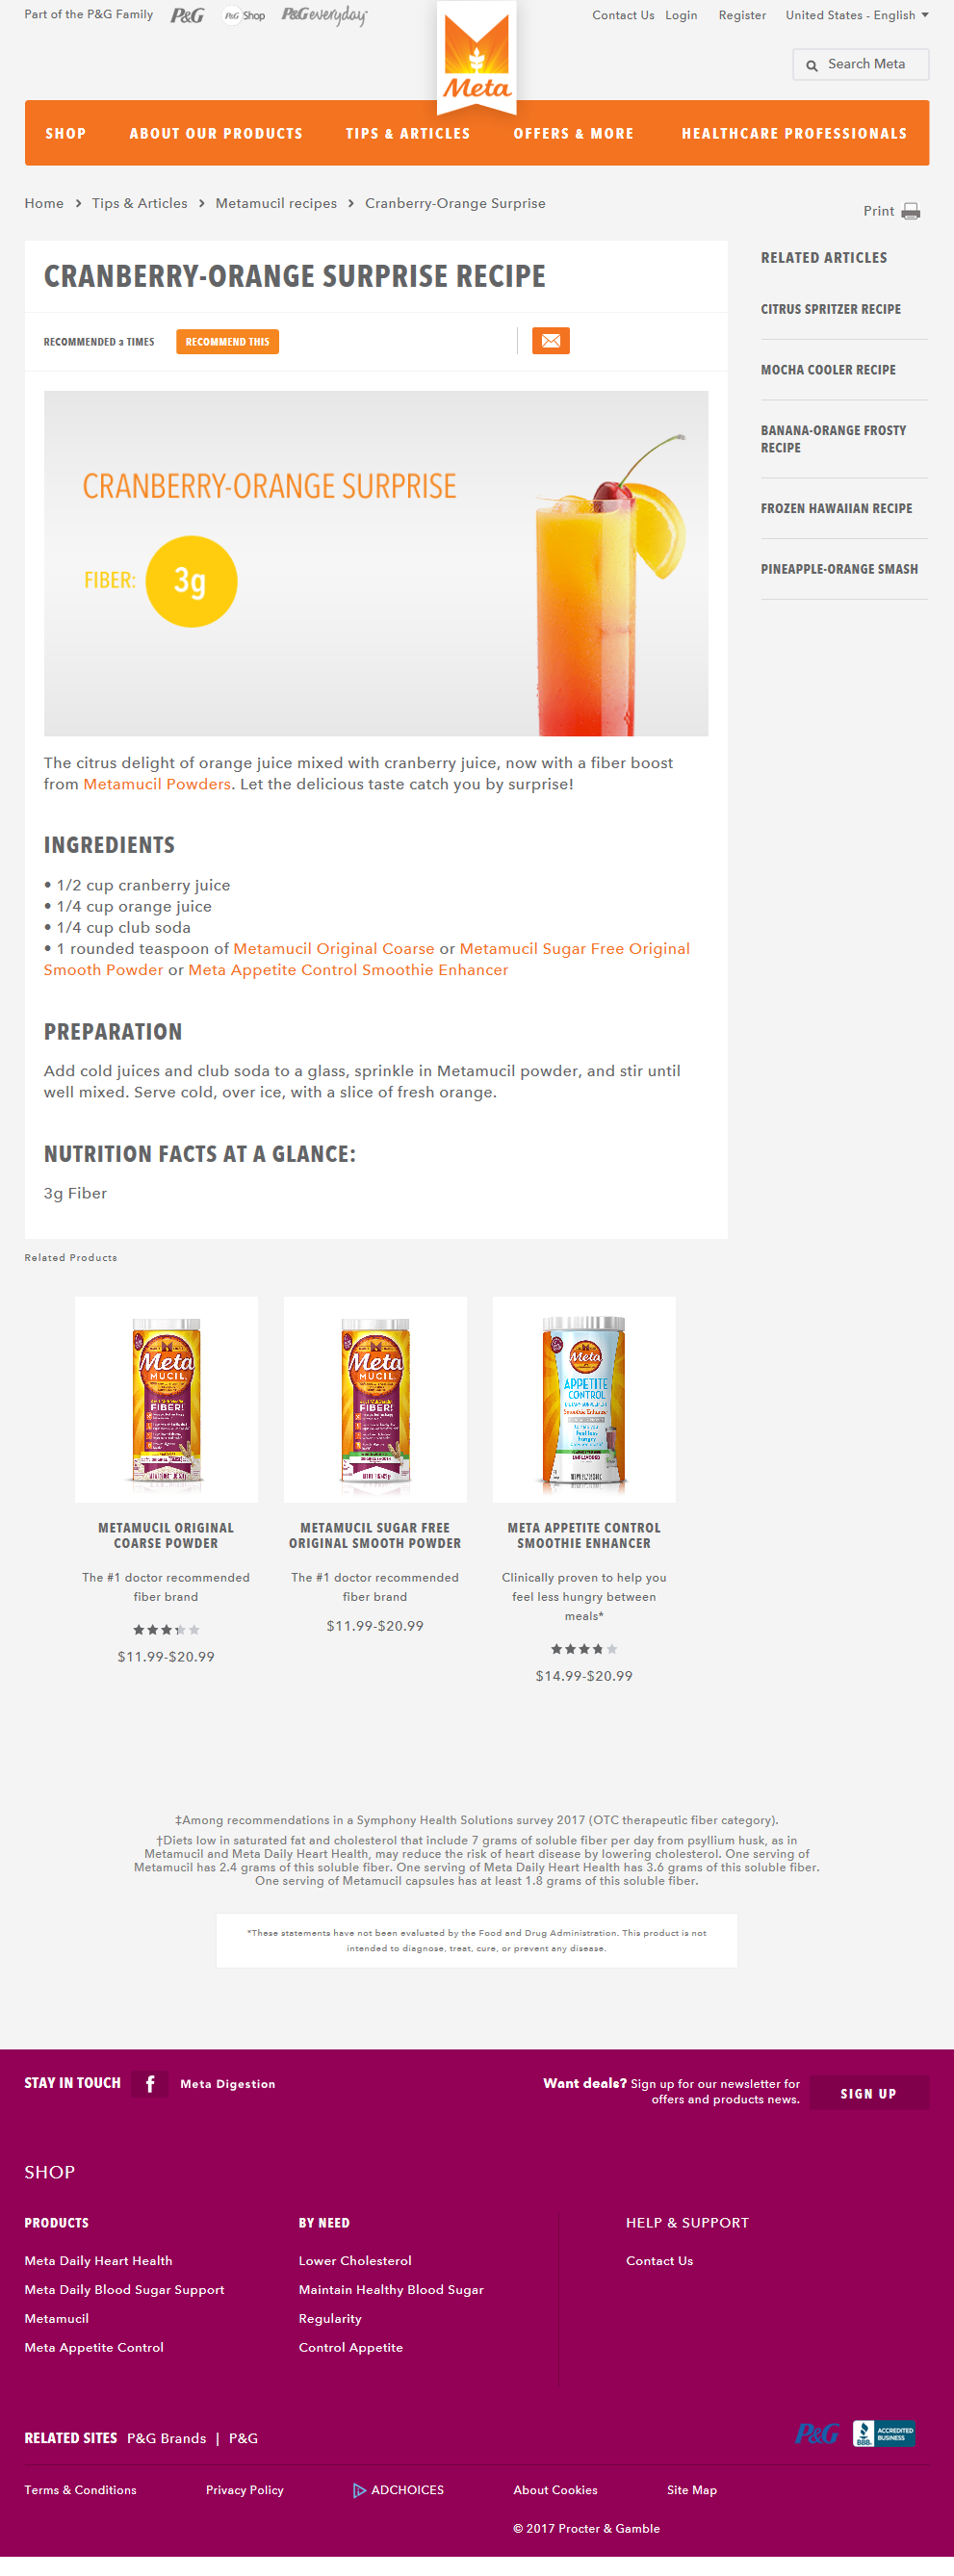 Part of the P&G Family P&G P&G Shop P&G everyday
Contact Us Login Register United States - English
Meta
Search Meta
SHOP ABOUT OUR PRODUCTS TIPS & ARTICLES OFFERS & MORE HEALTHCARE PROFESSIONALS
Home > Tips & Articles > Metamucil recipes > Cranberry-Orange Surprise
Print
CRANBERRY-ORANGE SURPRISE RECIPE
RECOMMENDED 2 TIMES RECOMMEND THIS
CRANBERRY-ORANGE SURPRISE
FIBER: 3g
The citrus delight of orange juice mixed with cranberry juice, now with a fiber boost
from Metamucil Powders. Let the delicious taste catch you by surprise!
INGREDIENTS
• 1/2 cup cranberry juice
• 1/4 cup orange juice
• 1/4 cup club soda
• 1 rounded teaspoon of Metamucil Original Coarse or Metamucil Sugar Free Original
Smooth Powder or Meta Appetite Control Smoothie Enhancer
PREPARATION
Add cold juices and club soda to a glass, sprinkle in Metamucil powder, and stir until
well mixed. Serve cold, over ice, with a slice of fresh orange.
NUTRITION FACTS AT A GLANCE:
3g Fiber
RELATED ARTICLES
CITRUS SPRITZER RECIPE
MOCHA COOLER RECIPE
BANANA-ORANGE FROSTY
RECIPE
FROZEN HAWAIIAN RECIPE
PINEAPPLE-ORANGE SMASH
Related Products
Meta
MUCIL
FIBER!
METAMUCIL ORIGINAL
COARSE POWDER
The #1 doctor recommended
fiber brand
$11.99-$20.99
Meta
MUCIL
FIBER!
METAMUCIL SUGAR FREE
ORIGINAL SMOOTH POWDER
The #1 doctor recommended
fiber brand
$11.99-$20.99
Meta
APPETITE
CONTROL
Smoothie Enhancer
META APPETITE CONTROL
SMOOTHIE ENHANCER
Clinically proven to help you
feel less hungry between
meals*
$14.99-$20.99
‡Among recommendations in a Symphony Health Solutions survey 2017 (OTC therapeutic fiber category).
†Diets low in saturated fat and cholesterol that include 7 grams of soluble fiber per day from psyllium husk, as in
Metamucil and Meta Daily Heart Health, may reduce the risk of heart disease by lowering cholesterol. One serving of
Metamucil has 2.4 grams of this soluble fiber. One serving of Meta Daily Heart Health has 3.6 grams of this soluble fiber.
One serving of Metamucil capsules has at least 1.8 grams of this soluble fiber.
*These statements have not been evaluated by the Food and Drug Administration. This product is not
intended to diagnose, treat, cure, or prevent any disease.
STAY IN TOUCH f Meta Digestion
Want deals? Sign up for our newsletter for
offers and products news.
SIGN UP
SHOP
PRODUCTS
Meta Daily Heart Health
Meta Daily Blood Sugar Support
Metamucil
Meta Appetite Control
BY NEED
Lower Cholesterol
Maintain Healthy Blood Sugar
Regularity
Control Appetite
HELP & SUPPORT
Contact Us
RELATED SITES P&G Brands | P&G
P&G BBB. ACCREDITED
BUSINESS
Terms & Conditions Privacy Policy ADCHOICES About Cookies Site Map
© 2017 Procter & Gamble